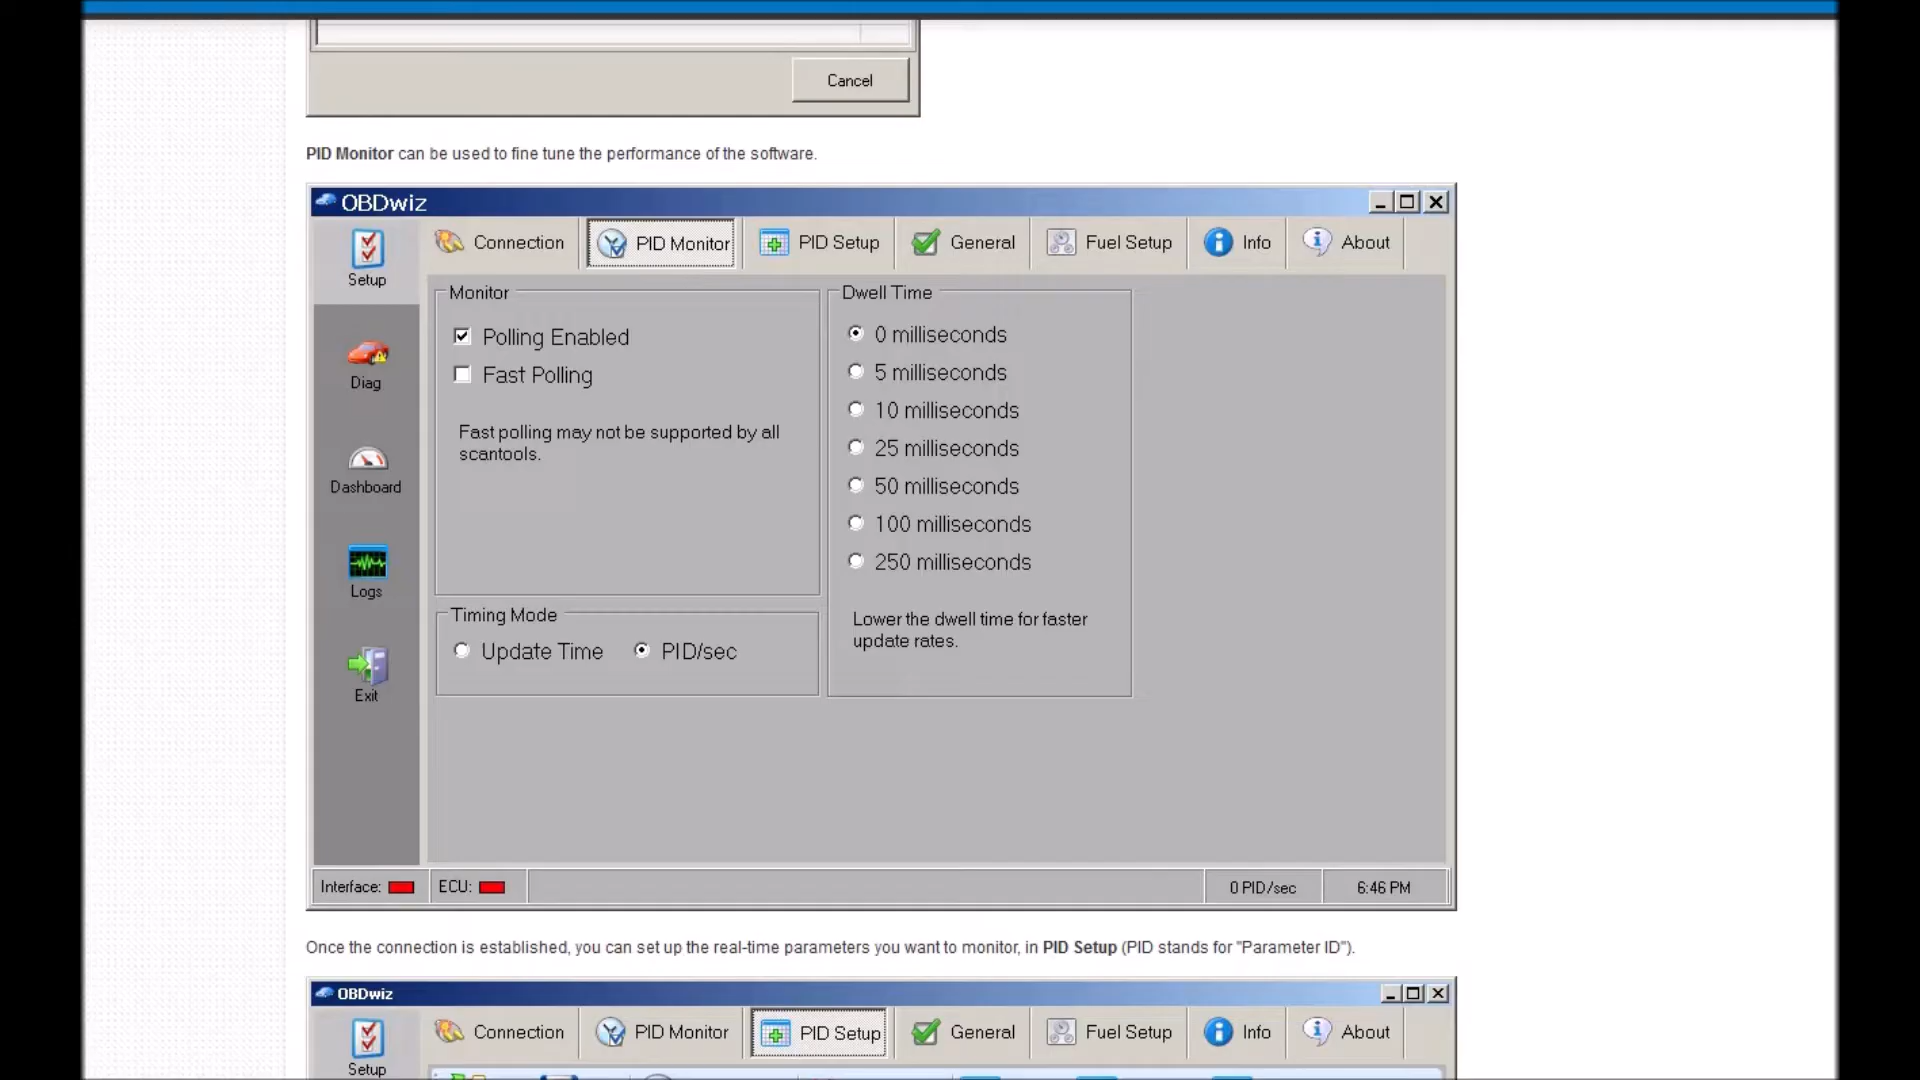 Cancel
PID Monitor can be used to fine tune the performance of the software.
OBDwiz
Setup
Connection
PID Monitor
PID Setup
General
Fuel Setup
Info
About
Diag
Dashboard
Logs
Exit
Monitor
Polling Enabled
Fast Polling
Fast polling may not be supported by all
scantools.
Timing Mode
Update Time
PID/sec
Dwell Time
0 milliseconds
5 milliseconds
10 milliseconds
25 milliseconds
50 milliseconds
100 milliseconds
250 milliseconds
Lower the dwell time for faster
update rates.
Interface:
ECU:
0 PID/sec
6:46 PM
Once the connection is established, you can set up the real-time parameters you want to monitor, in PID Setup (PID stands for "Parameter ID").
OBDwiz
Setup
Connection
PID Monitor
PID Setup
General
Fuel Setup
Info
About